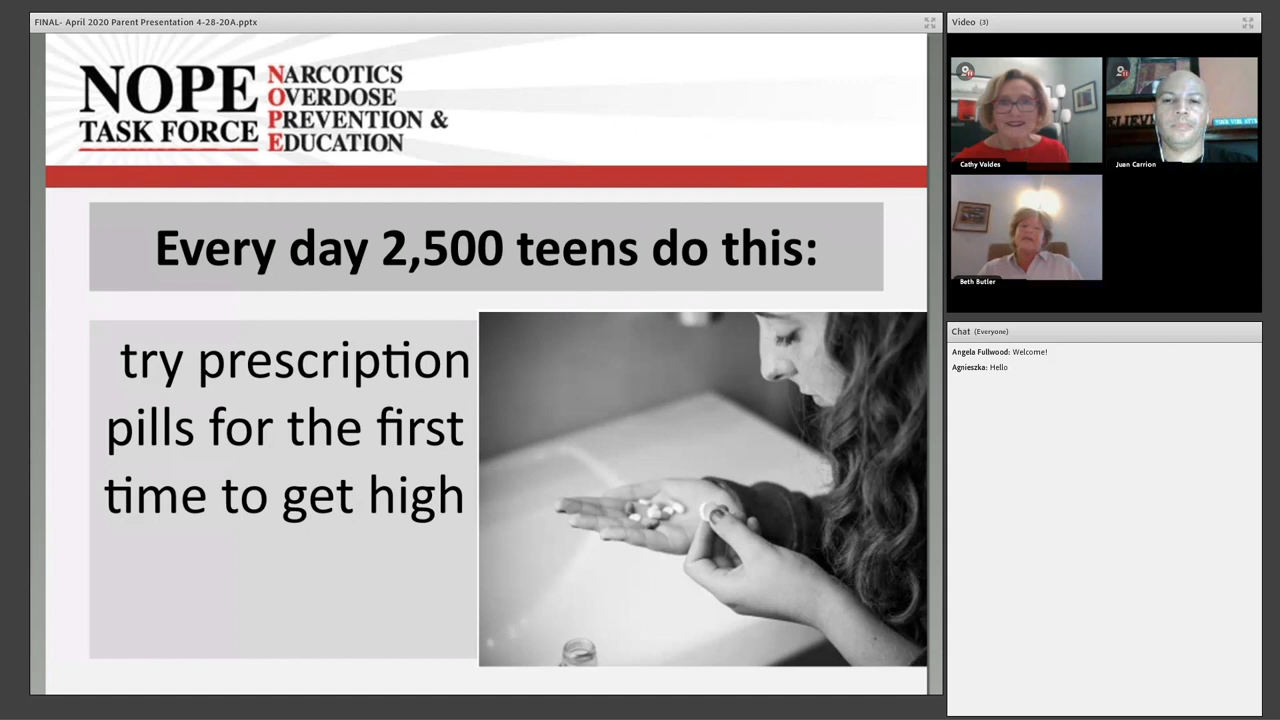 FINAL- April 2020 Parent Presentation 4-28-20A.pptx
NOPE
TASK FORCE
NARCOTICS
OVERDOSE
PREVENTION &
EDUCATION
Every day 2,500 teens do this:
try prescription
pills for the first
time to get high
Video (3)
Cathy Valdes
Juan Carrion
Beth Butler
Chat (Everyone)
Angela Fullwood: Welcome!
Agnieszka: Hello